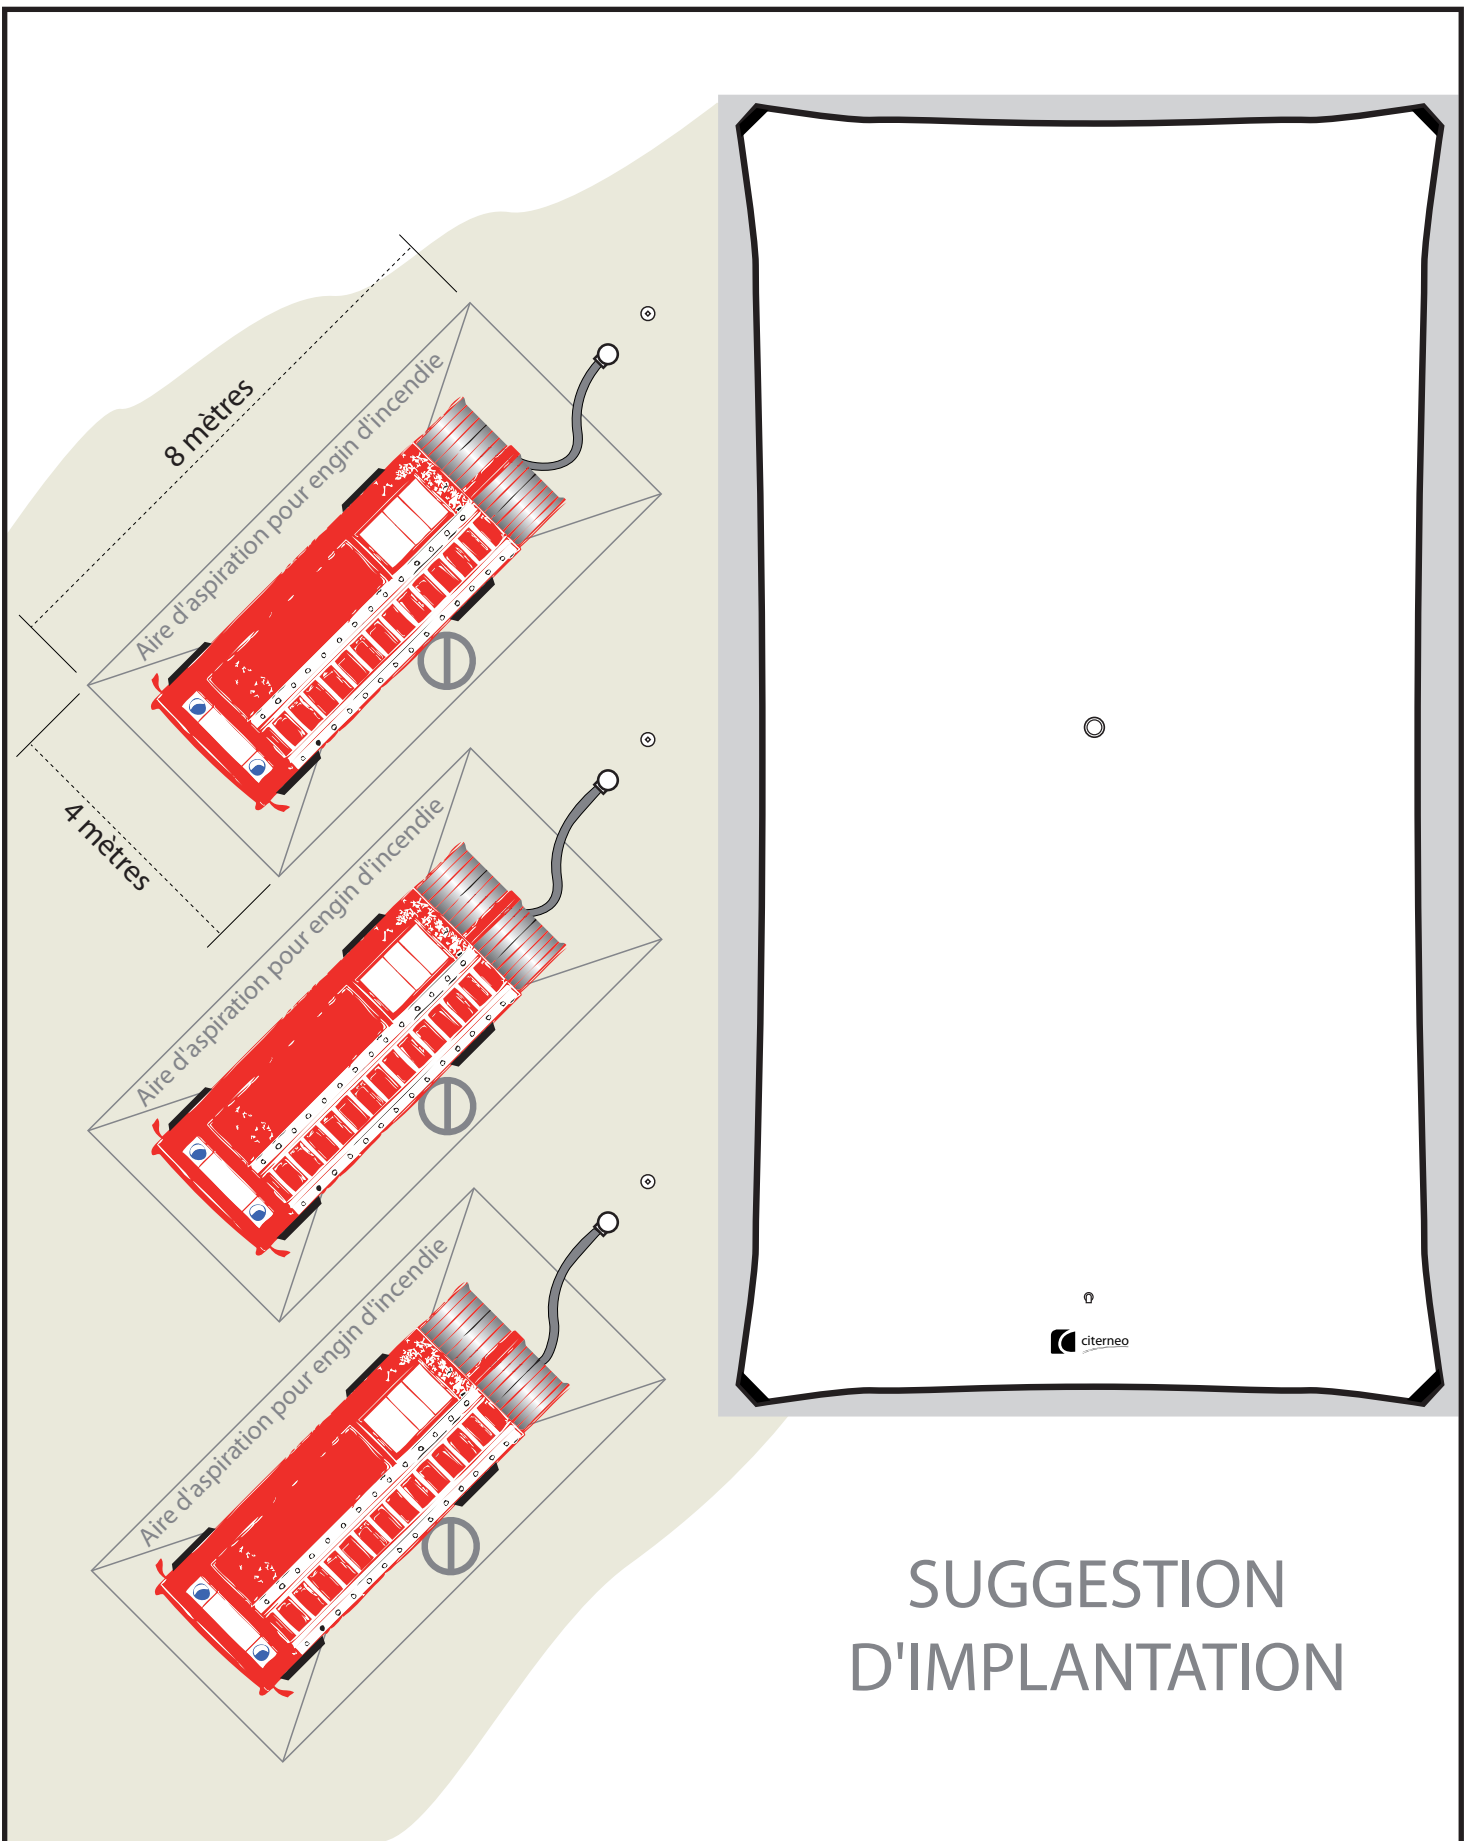 8 mètres
Aire d'aspiration pour engin d'incendie
4 mètres
Aire d'aspiration pour engin d'incendie
Aire d'aspiration pour engin d'incendie
citerneo
SUGGESTION
D'IMPLANTATION